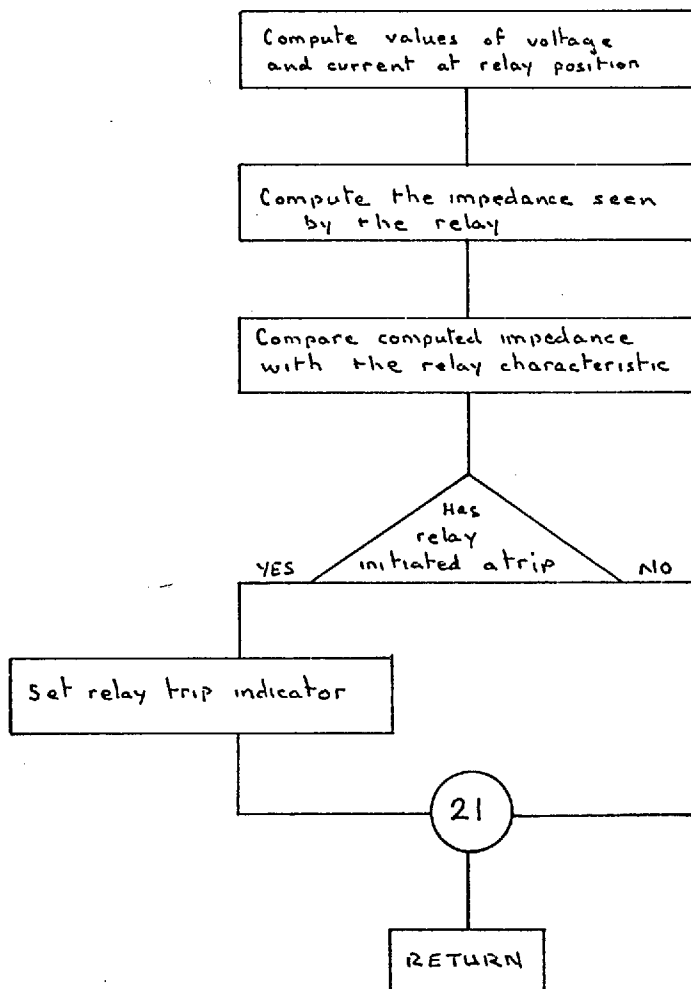 Compute values of voltage
and current at relay position
Compute the impedance seen
by the relay
Compare computed impedance
with the relay characteristic
Has
relay
initiated a trip
YES
NO
Set relay trip indicator
21
RETURN